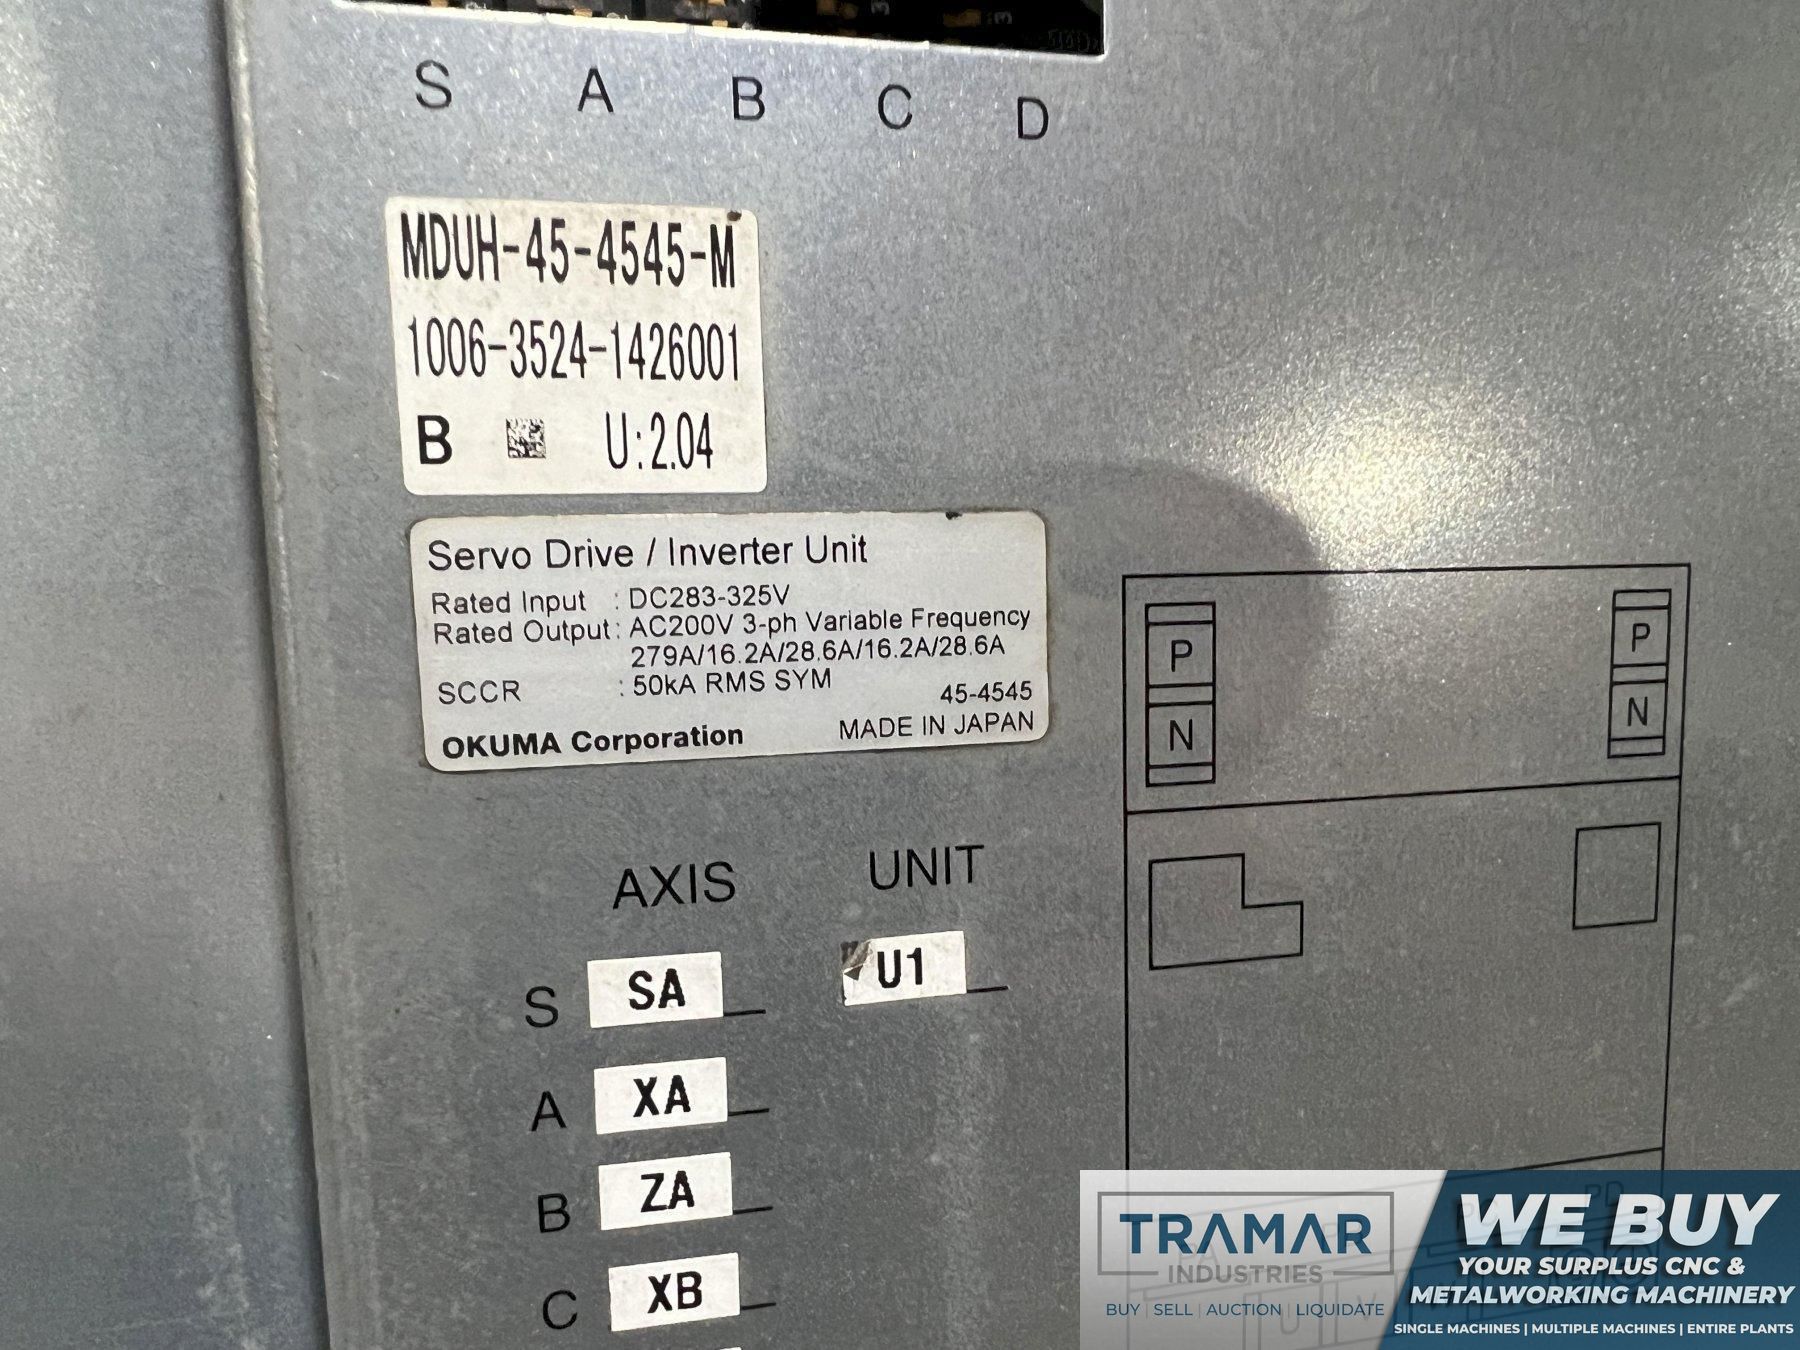 S A B C D
MDUH-45-4545-M
1006-3524-1426001
B U:2.04
Servo Drive / Inverter Unit
Rated Input : DC283-325V
Rated Output : AC200V 3-ph Variable Frequency
279A/16.2A/28.6A/16.2A/28.6A
SCCR : 50kA RMS SYM
45-4545
OKUMA Corporation MADE IN JAPAN
P P
N N
AXIS UNIT
S SA U1
A XA
B ZA
C XB
TRAMAR
INDUSTRIES
BUY | SELL | AUCTION | LIQUIDATE
WE BUY
YOUR SURPLUS CNC &
METALWORKING MACHINERY
SINGLE MACHINES | MULTIPLE MACHINES | ENTIRE PLANTS